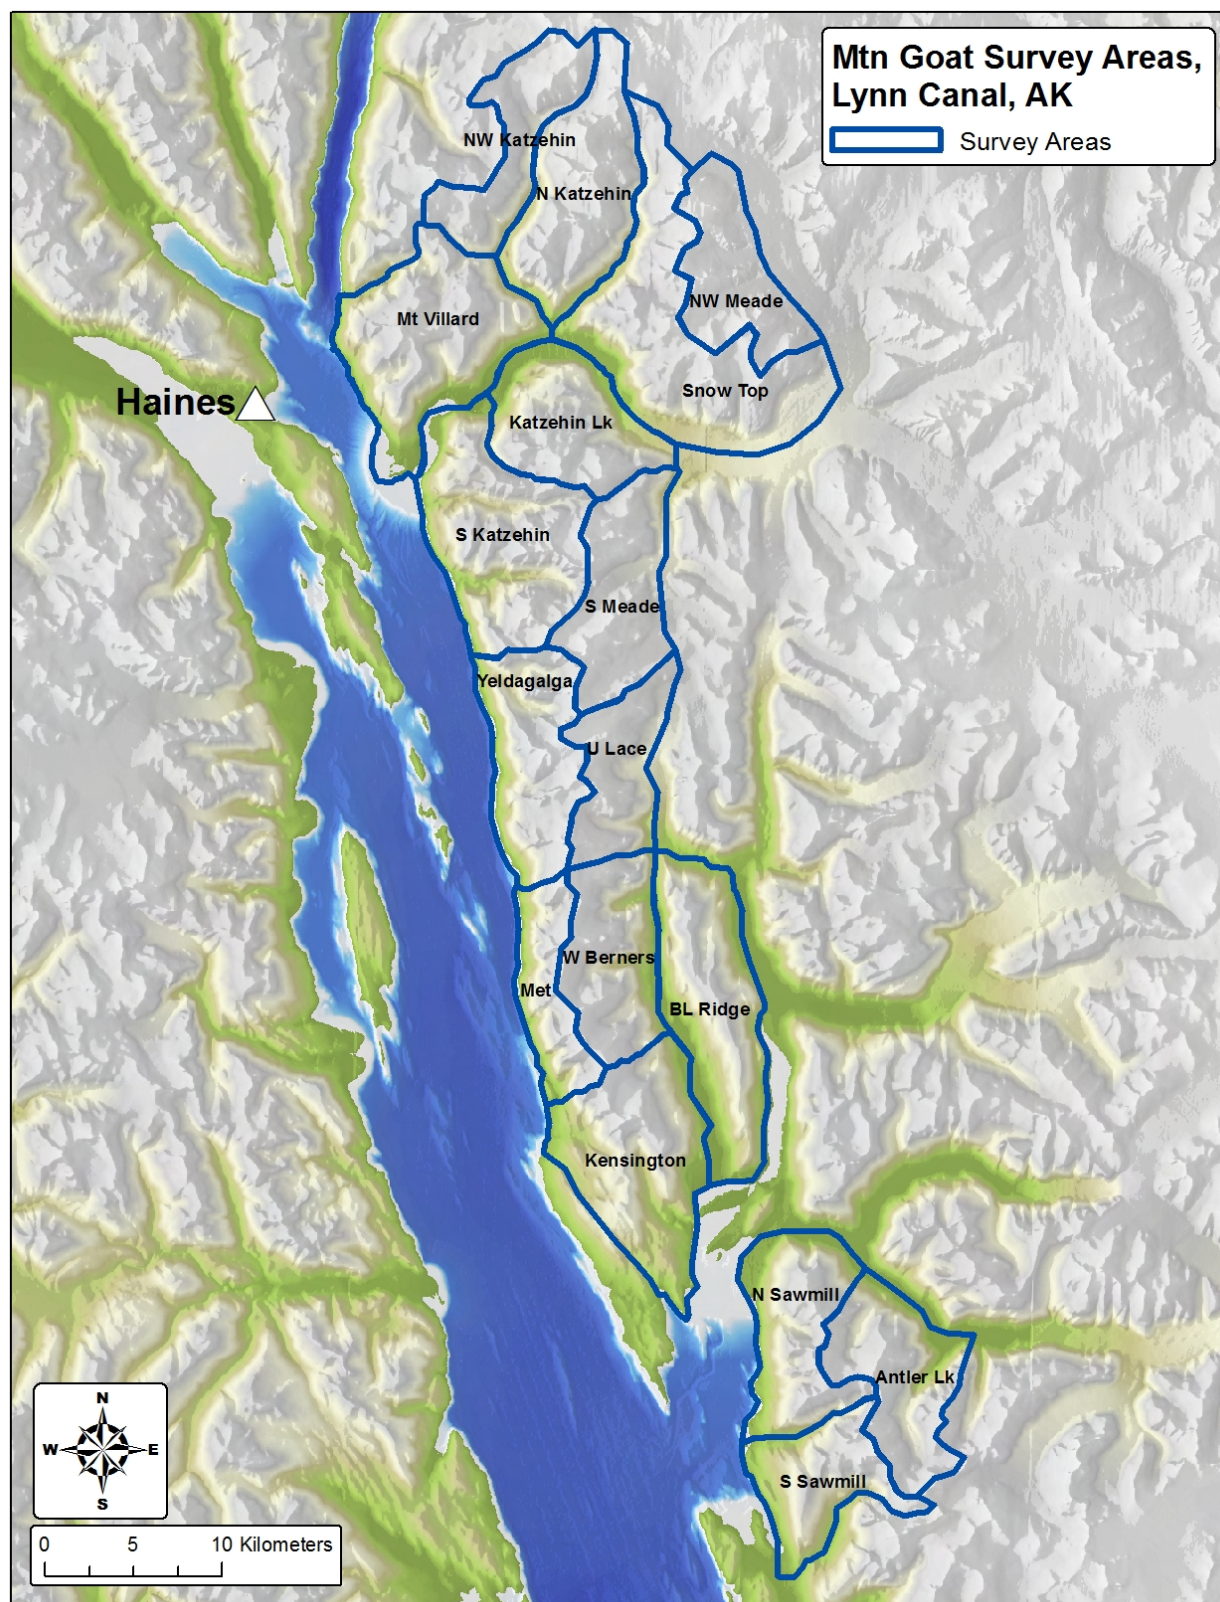 Mtn Goat Survey Areas,
Lynn Canal, AK
Survey Areas
NW Katzehin
N Katzehin
NW Meade
Mt Villard
Snow Top
Haines
Katzehin Lk
S Katzehin
S Meade
Yeldagalga
U Lace
W Berners
Met
BL Ridge
Kensington
N Sawmill
Antler Lk
S Sawmill
N
W E
S
0 5 10 Kilometers